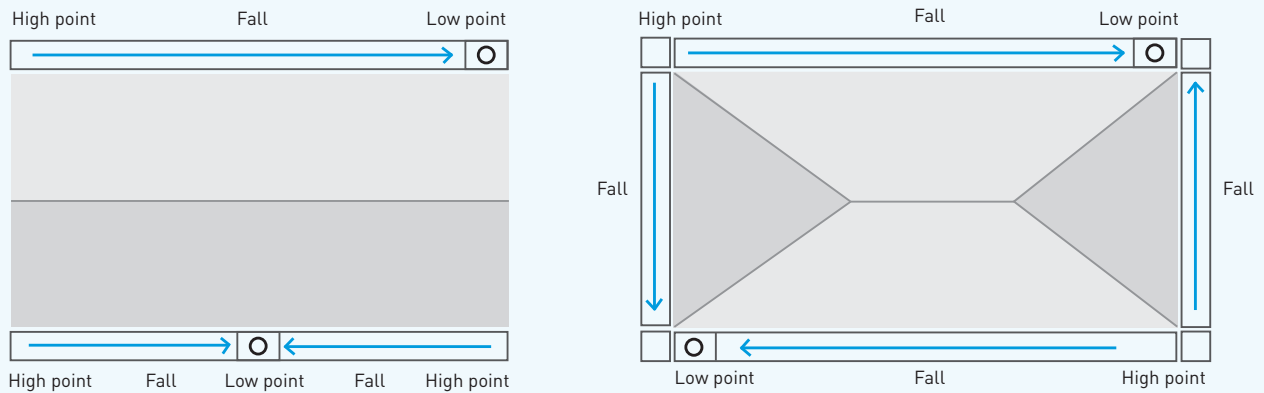 High point Fall Low point
High point Fall Low point Fall High point
High point Fall Low point
Fall
Fall
Low point Fall High point